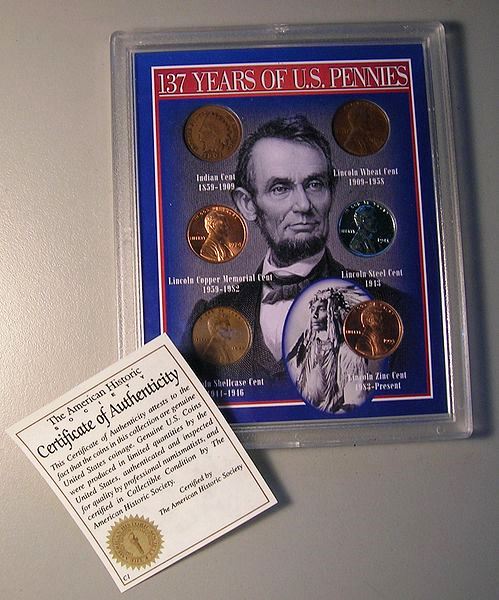 137 YEARS OF U.S. PENNIES
Indian Cent
1859-1909
Lincoln Wheat Cent
1909-1958
Lincoln Copper Memorial Cent
1959-1982
Lincoln Steel Cent
1943
Shellcase Cent
1944-1946
Lincoln Zinc Cent
1983-Present
The American Historic
SOCIETY
Certificate of Authenticity
This Certificate of Authenticity attests to the
fact that the coins in this collection are genuine
United States coinage. Genuine U.S. Coins
were produced in limited quantities by the
United States, authenticated and inspected
for quality by professional numismatists, and
certified in Collectible Condition by The
American Historic Society.
Certified by
The American Historic Society
C1